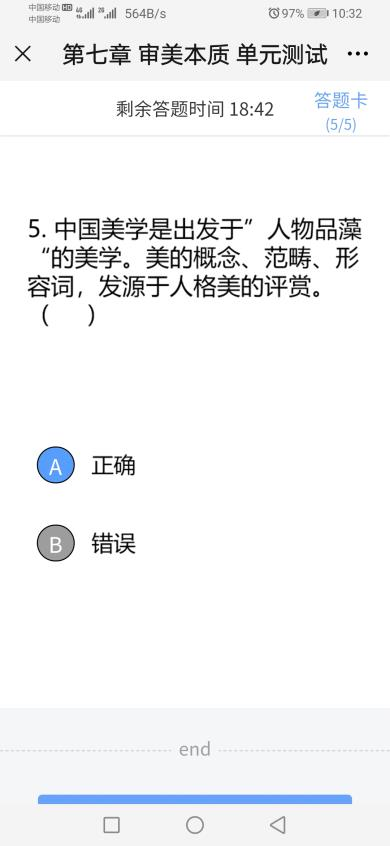 中国移动 HD 4G 2G 564B/s 97% 10:32
中国移动
第七章 审美本质 单元测试
剩余答题时间 18:42
答题卡
(5/5)
5. 中国美学是出发于”人物品藻
“的美学。美的概念、范畴、形
容词，发源于人格美的评赏。
（ ）
A 正确
B 错误
end